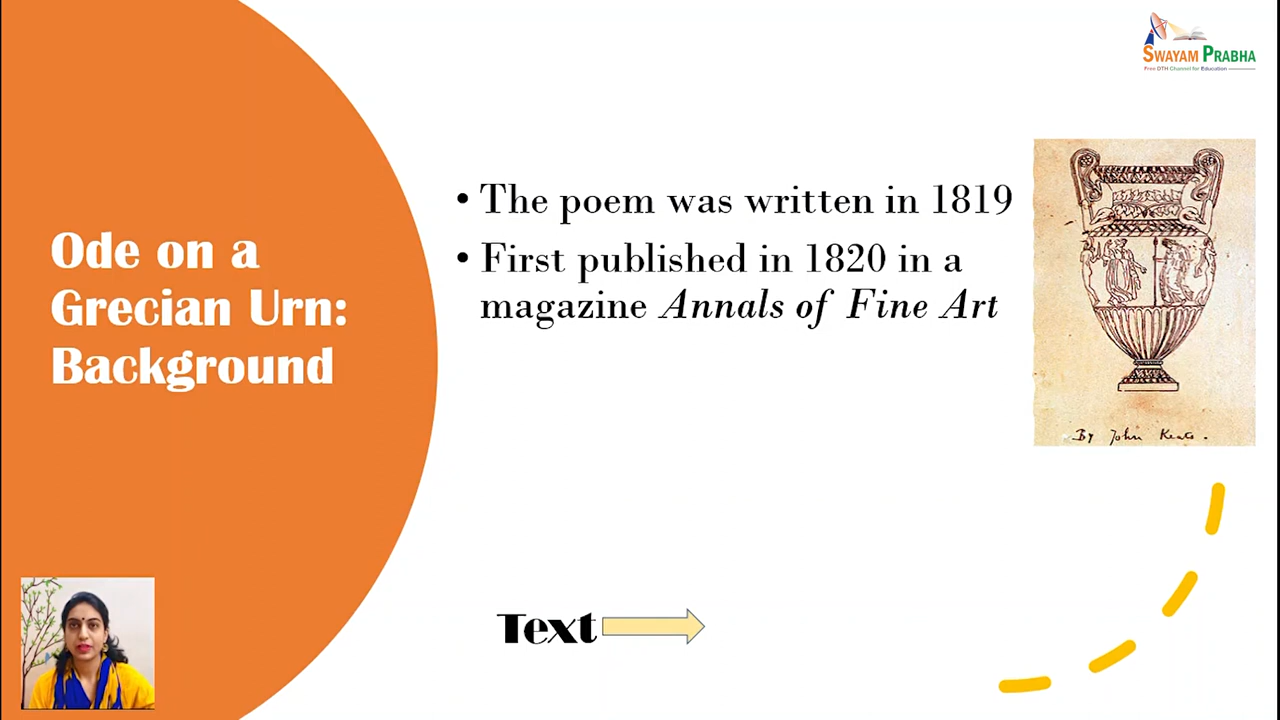 SWAYAM PRABHA
Free DTH Channel for Education
Ode on a
Grecian Urn:
Background
• The poem was written in 1819
• First published in 1820 in a
magazine Annals of Fine Art
By John Keats.
Text